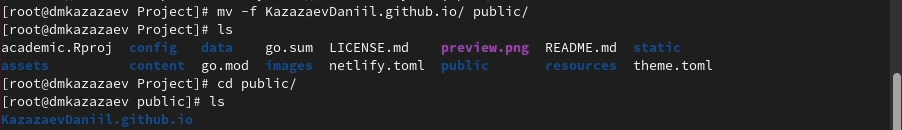 [root@dmkazazaev Project]# mv -f KazazaevDaniil.github.io/ public/
[root@dmkazazaev Project]# ls
academic.Rproj config data go.sum LICENSE.md preview.png README.md static
assets content go.mod images netlify.toml public resources theme.toml
[root@dmkazazaev Project]# cd public/
[root@dmkazazaev public]# ls
KazazaevDaniil.github.io